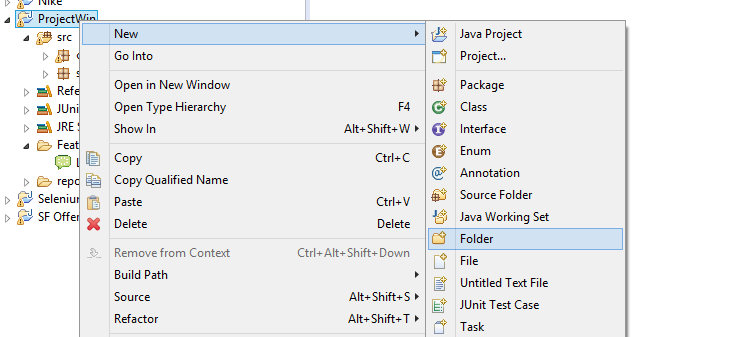 Nike
ProjectWin
src
Refe
JUni
JRE S
Feat
L
repo
Selenium
SF Offer
New
Go Into
Open in New Window
Open Type Hierarchy F4
Show In Alt+Shift+W
Copy Ctrl+C
Copy Qualified Name
Paste Ctrl+V
Delete Delete
Remove from Context Ctrl+Alt+Shift+Down
Build Path
Source Alt+Shift+S
Refactor Alt+Shift+T
Java Project
Project...
Package
Class
Interface
Enum
Annotation
Source Folder
Java Working Set
Folder
File
Untitled Text File
JUnit Test Case
Task